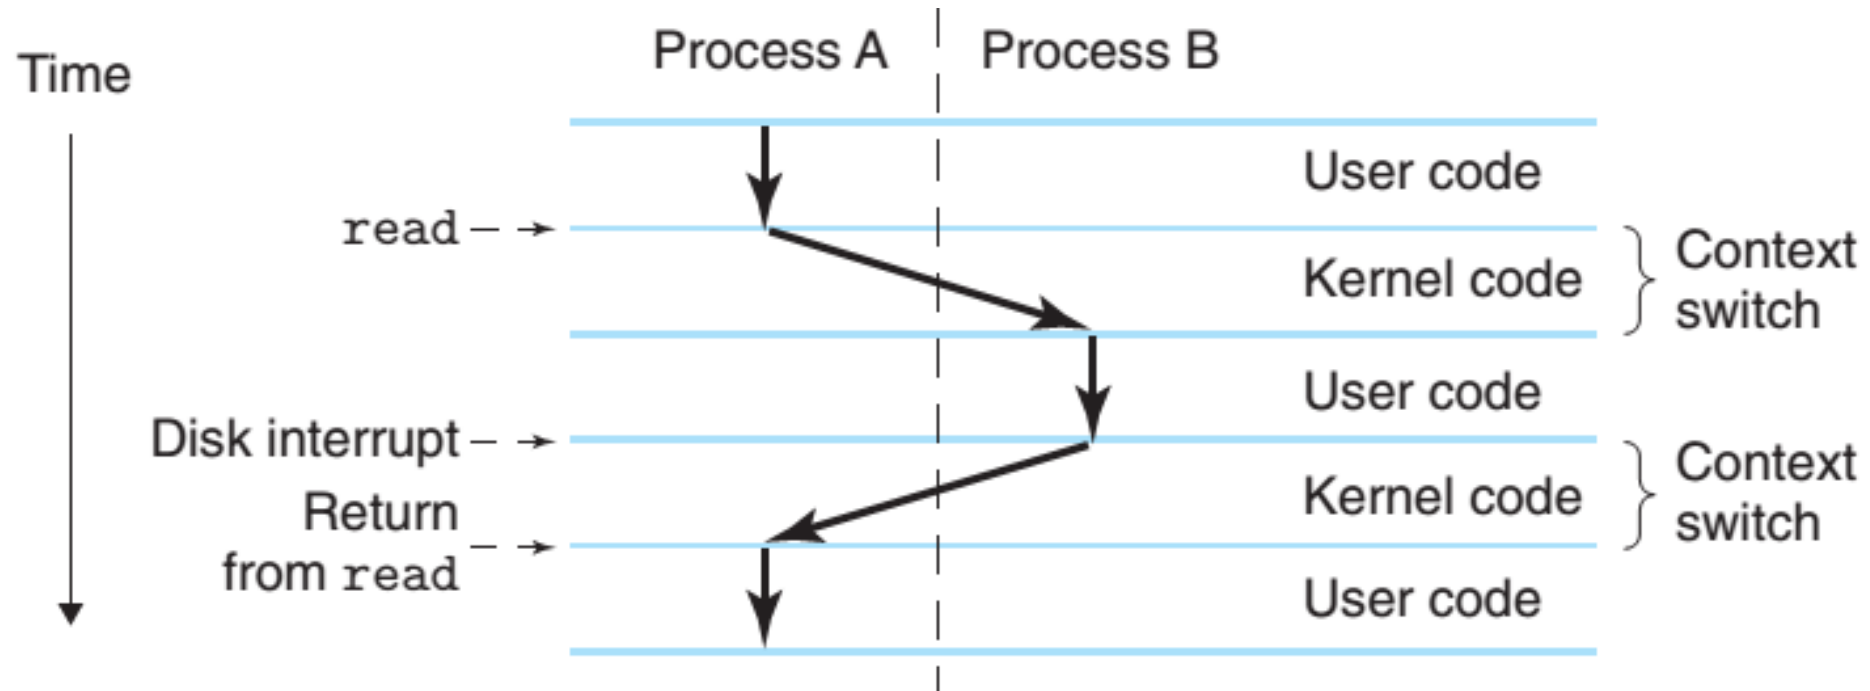 Process A
Process B
Time
User code
read
Kernel code
Context
switch
User code
Disk interrupt
Kernel code
Context
switch
Return
from read
User code